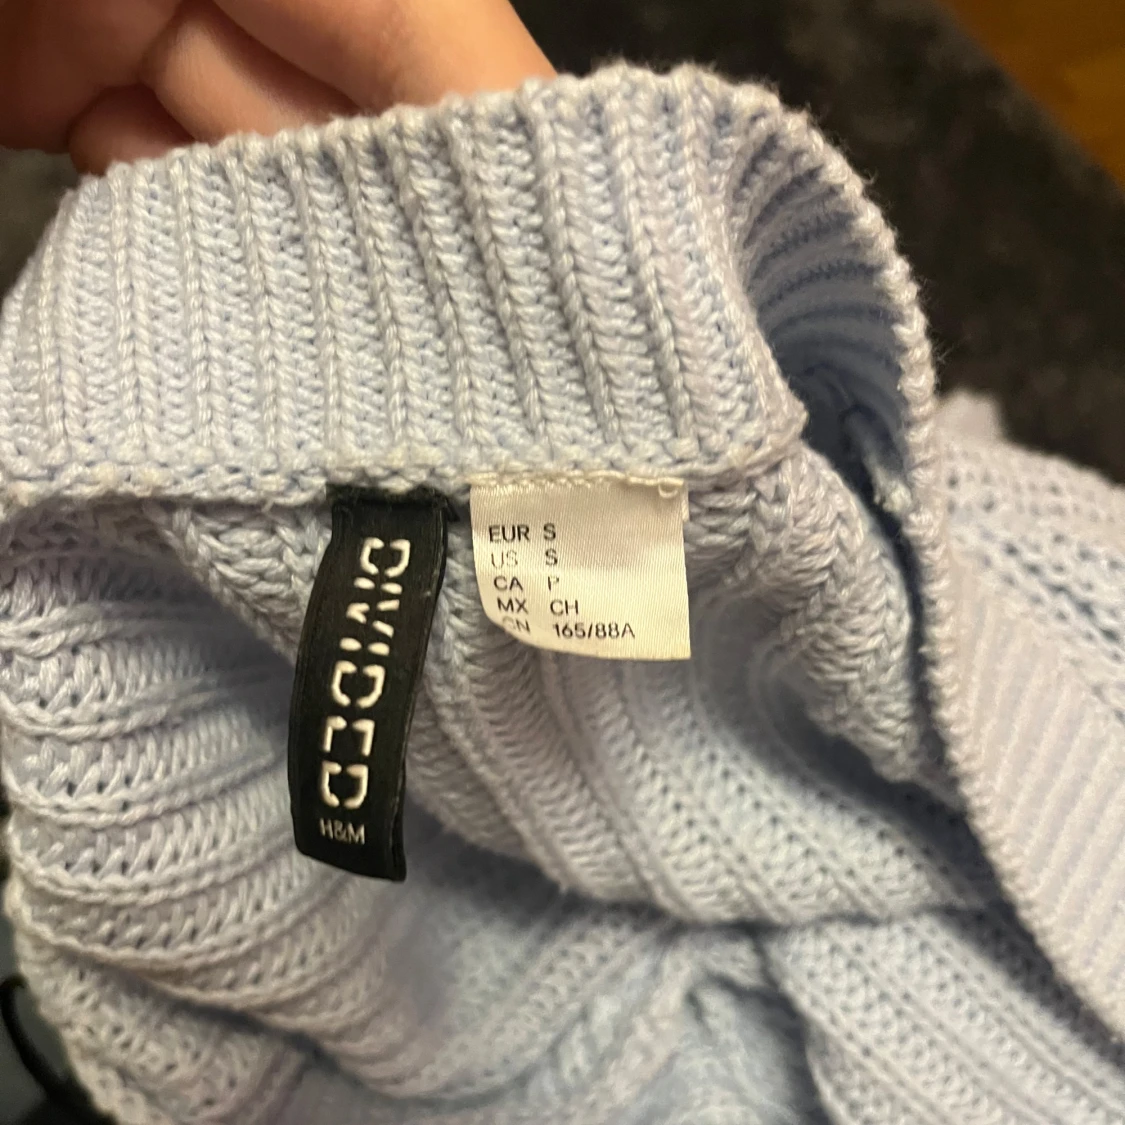 DIVIDED
H&M
EUR S
US S
CA P
MX CH
CN 165/88A